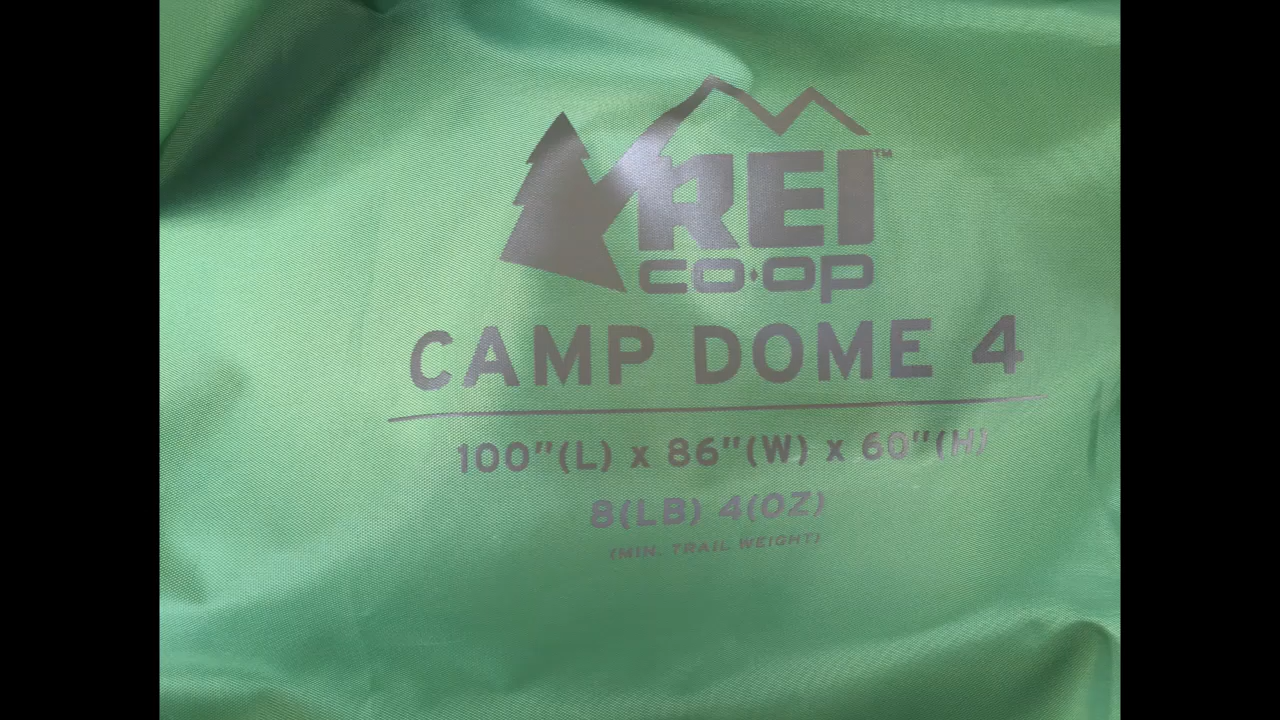 REI™
CO·OP
CAMP DOME 4
100"(L) x 86"(W) x 60"(H)
8(LB) 4(OZ)
(MIN. TRAIL WEIGHT)